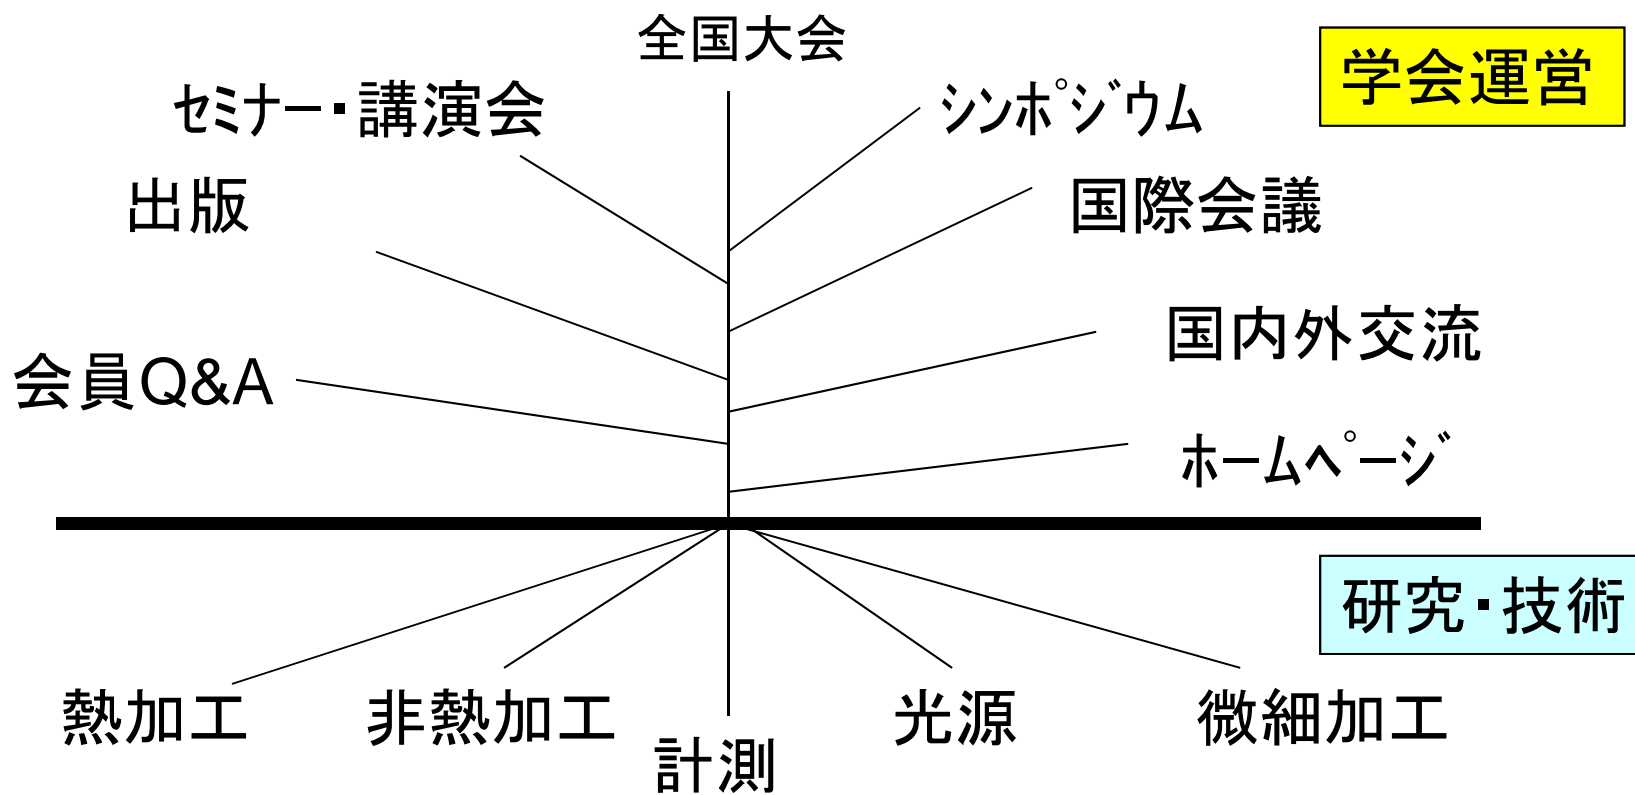 全国大会
学会運営
ｾﾐﾅｰ・講演会
ｼﾝﾎﾟｼﾞｳﾑ
出版
国際会議
国内外交流
会員Q&A
ﾎｰﾑﾍﾟｰｼﾞ
研究・技術
熱加工
非熱加工
計測
光源
微細加工